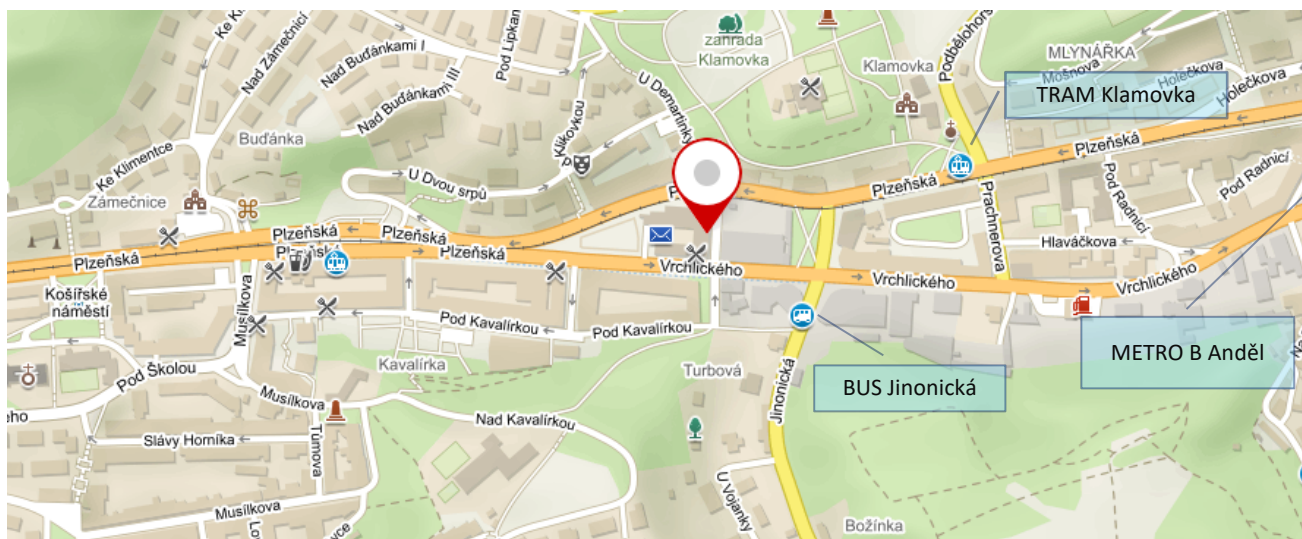 Ke Klimentce
Nad Zámečnicí
Nad Buďánkami I
Pod Lipkan
zahrada
Klamovka
Klamovka
Podbělohors
MLYNÁŘKA
Mošnova
Holečkova
TRAM Klamovka
Holečkova
Nad Buďánkami III
U Demartinky
Klikovkou
Buďánka
P
Ke Klimentce
Zámečnice
U Dvou srpů
Plzeňská
Plzeňská
Pod Radnicí
Pod Radnicí
Prachnerova
Hlaváčkova
Plzeňská
Plzeňská
Plzeňská
Plzeňská
Vrchlického
Vrchlického
Vrchlického
Košířské
náměstí
Musílkova
Pod Kavalírkou
Pod Kavalírkou
METRO B Anděl
Kavalírka
Turbová
BUS Jinonická
Jinonická
Pod Školou
Musílkova
ého
Nad Kavalírkou
Slávy Horníka
Tůmova
Musílkova
U Vojanky
Božínka